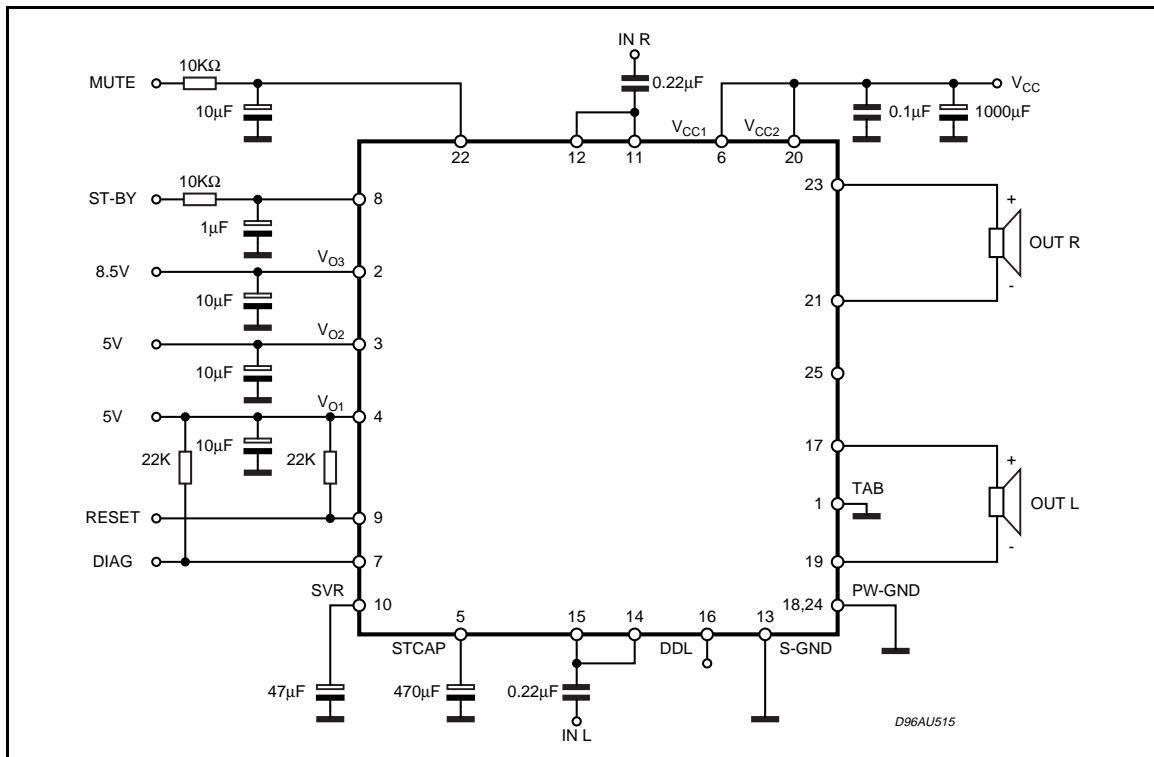 IN R
10KΩ
MUTE
0.22µF
VCC
10µF
0.1µF
1000µF
VCC1
VCC2
22
12
11
6
20
23
10KΩ
ST-BY
8
+
1µF
OUT R
VO3
8.5V
2
-
10µF
21
VO2
5V
3
10µF
25
VO1
5V
4
10µF
17
22K
22K
+
TAB
1
OUT L
RESET
9
-
DIAG
7
19
SVR
10
PW-GND
18,24
5
15
14
16
13
STCAP
DDL
S-GND
47µF
470µF
0.22µF
D96AU515
IN L